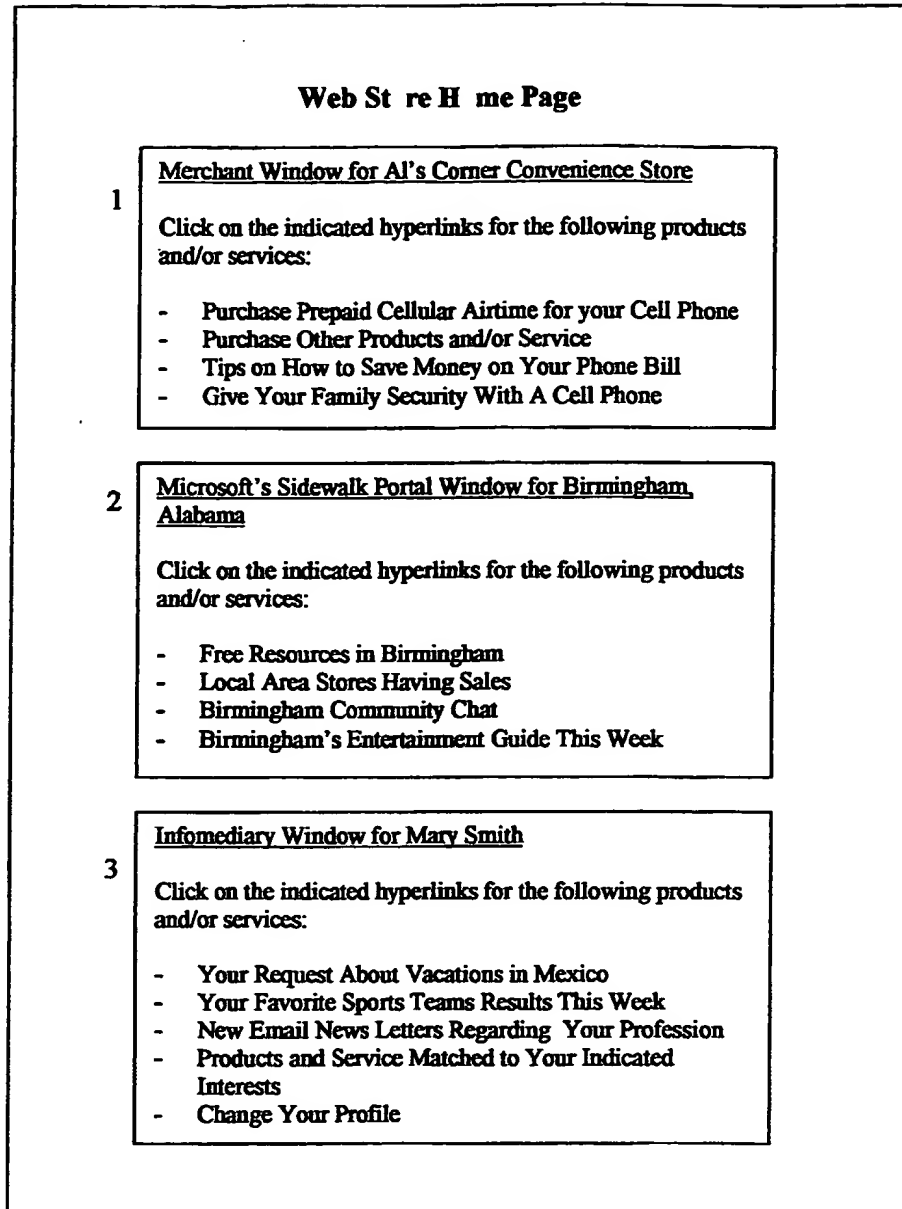 Web St re H me Page
1
Merchant Window for Al's Corner Convenience Store
Click on the indicated hyperlinks for the following products
and/or services:
- Purchase Prepaid Cellular Airtime for your Cell Phone
- Purchase Other Products and/or Service
- Tips on How to Save Money on Your Phone Bill
- Give Your Family Security With A Cell Phone
2
Microsoft's Sidewalk Portal Window for Birmingham,
Alabama
Click on the indicated hyperlinks for the following products
and/or services:
- Free Resources in Birmingham
- Local Area Stores Having Sales
- Birmingham Community Chat
- Birmingham's Entertainment Guide This Week
3
Infomediary Window for Mary Smith
Click on the indicated hyperlinks for the following products
and/or services:
- Your Request About Vacations in Mexico
- Your Favorite Sports Teams Results This Week
- New Email News Letters Regarding Your Profession
- Products and Service Matched to Your Indicated
Interests
- Change Your Profile